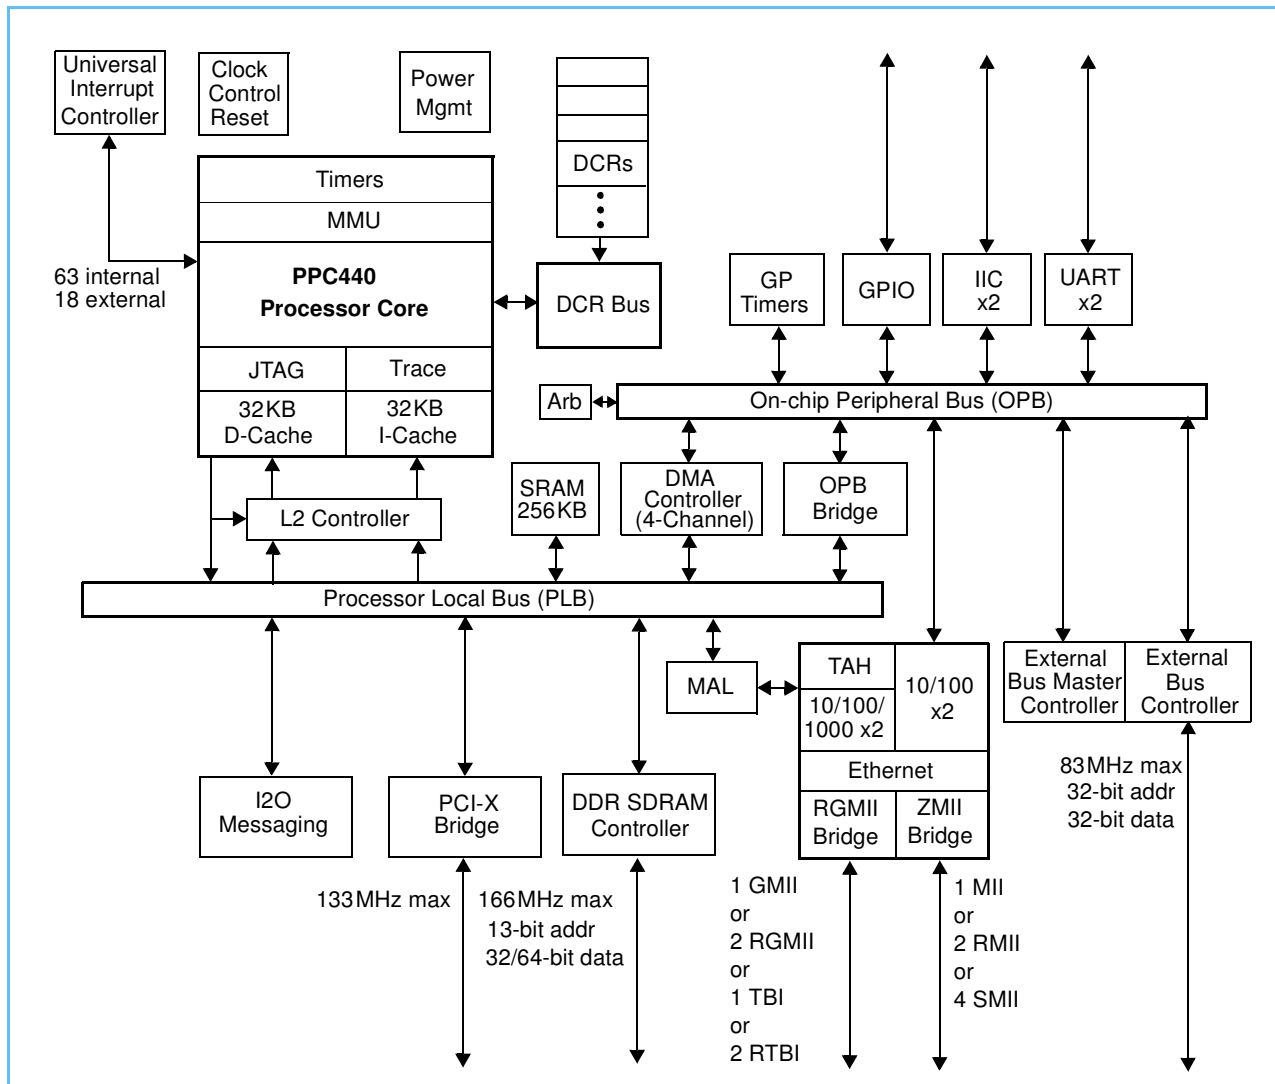 Universal
Interrupt
Controller
Clock
Control
Reset
Power
Mgmt
DCRs
Timers
MMU
PPC440
Processor Core
63 internal
18 external
DCR Bus
GP
Timers
GPIO
IIC
x2
UART
x2
JTAG
Trace
32KB
D-Cache
32KB
I-Cache
Arb
On-chip Peripheral Bus (OPB)
SRAM
256KB
DMA
Controller
(4-Channel)
OPB
Bridge
L2 Controller
Processor Local Bus (PLB)
MAL
TAH
10/100/
1000 x2
10/100
x2
Ethernet
RGMII
Bridge
ZMII
Bridge
External
Bus Master
Controller
External
Bus
Controller
I2O
Messaging
PCI-X
Bridge
DDR SDRAM
Controller
83MHz max
32-bit addr
32-bit data
133MHz max
166MHz max
13-bit addr
32/64-bit data
1 GMII
or
2 RGMII
or
1 TBI
or
2 RTBI
1 MII
or
2 RMII
or
4 SMII